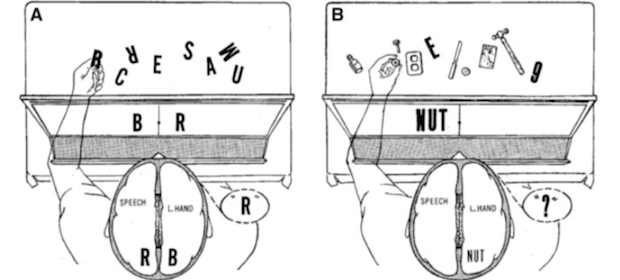 A
B C R E S A M U
B R
SPEECH L. HAND
"R"
R B
B
E 9
NUT
SPEECH L. HAND
"?"
NUT